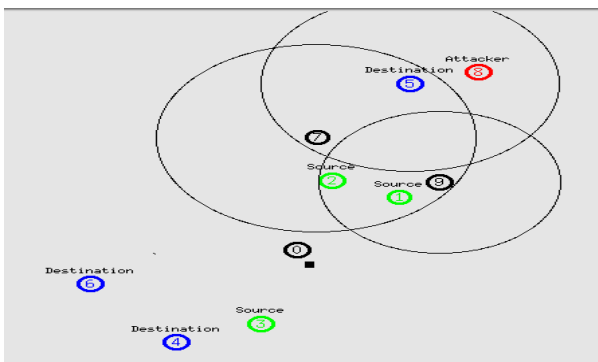 Attacker
8
Destination
5
7
Source
2
Source
9
1
0
Destination
6
Source
3
Destination
4